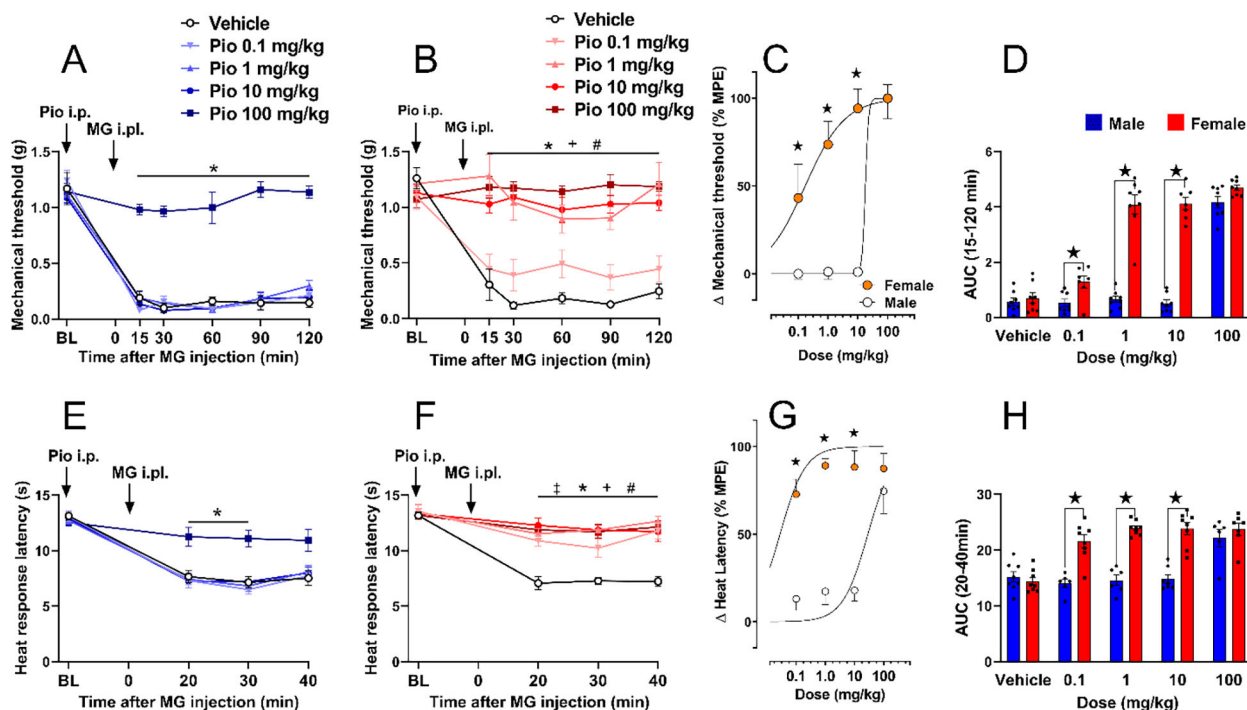 A
Vehicle
Pio 0.1 mg/kg
Pio 1 mg/kg
Pio 10 mg/kg
Pio 100 mg/kg
Pio i.p.
MG i.pl.
*
Mechanical threshold (g)
1.5
1.0
0.5
0.0
BL 0 15 30 60 90 120
Time after MG injection (min)
B
Vehicle
Pio 0.1 mg/kg
Pio 1 mg/kg
Pio 10 mg/kg
Pio 100 mg/kg
Pio i.p.
MG i.pl.
* + #
Mechanical threshold (g)
1.5
1.0
0.5
0.0
BL 0 15 30 60 90 120
Time after MG injection (min)
C
★ ★ ★
Δ Mechanical threshold (% MPE)
100
50
0
Female
Male
0.1 1.0 10 100
Dose (mg/kg)
D
Male Female
★ ★ ★
AUC (15-120 min)
6
4
2
0
Vehicle 0.1 1 10 100
Dose (mg/kg)
E
Pio i.p.
MG i.pl.
*
Heat response latency (s)
15
10
5
0
BL 0 20 30 40
Time after MG injection (min)
F
Pio i.p.
MG i.pl.
‡ * + #
Heat response latency (s)
15
10
5
0
BL 0 20 30 40
Time after MG injection (min)
G
★ ★ ★
Δ Heat Latency (% MPE)
100
50
0
0.1 1.0 10 100
Dose (mg/kg)
H
★ ★ ★
AUC (20-40min)
30
20
10
0
Vehicle 0.1 1 10 100
Dose (mg/kg)